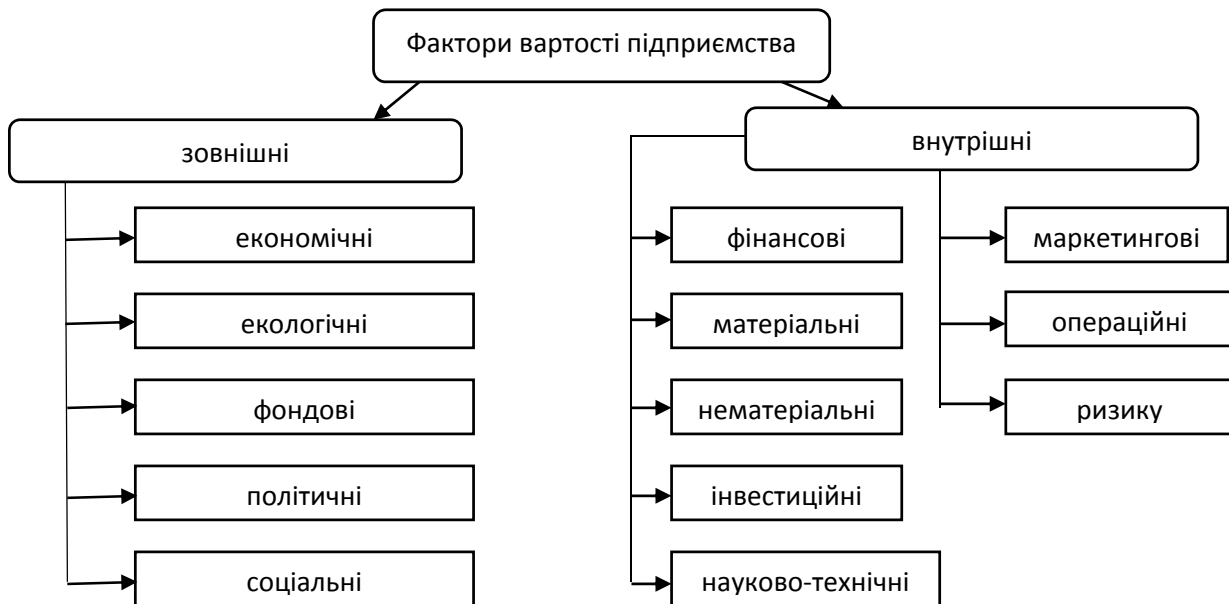 Фактори вартості підприємства
зовнішні
економічні
екологічні
фондові
політичні
соціальні
внутрішні
фінансові
матеріальні
нематеріальні
інвестиційні
науково-технічні
маркетингові
операційні
ризику